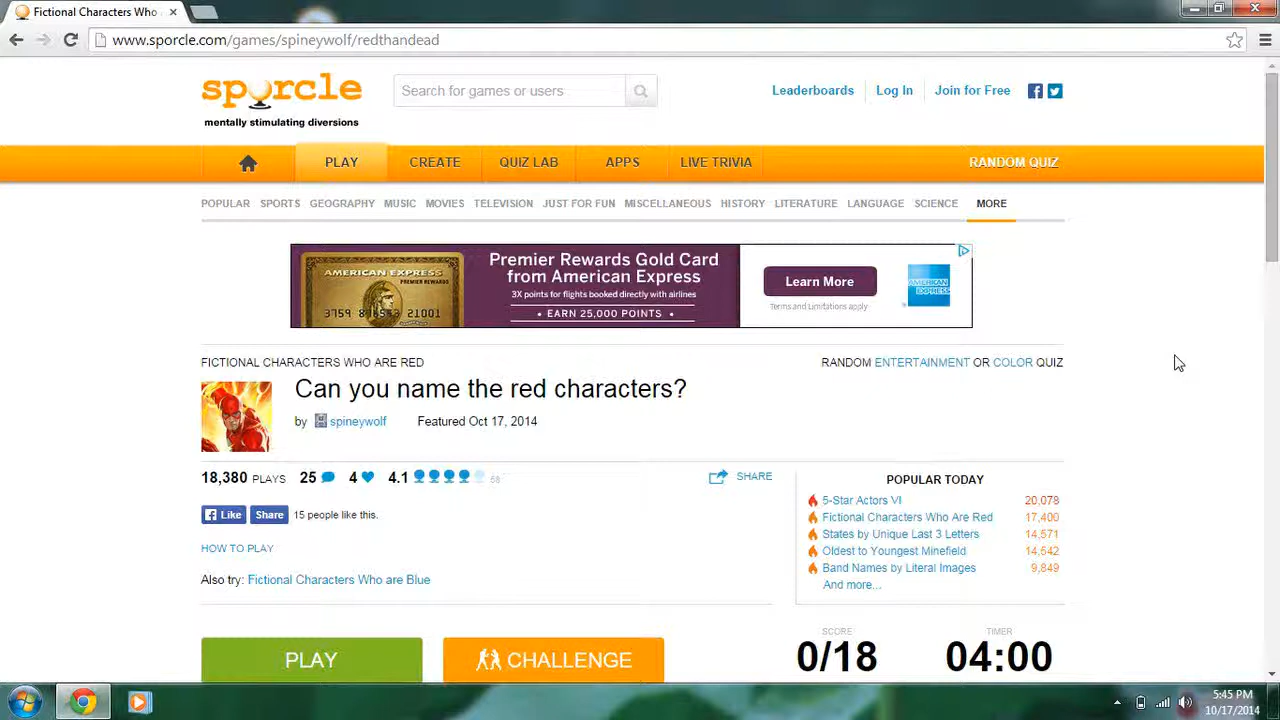 Fictional Characters Who
www.sporcle.com/games/spineywolf/redthandead
sporcle
mentally stimulating diversions
Search for games or users
Leaderboards Log In Join for Free
PLAY CREATE QUIZ LAB APPS LIVE TRIVIA RANDOM QUIZ
POPULAR SPORTS GEOGRAPHY MUSIC MOVIES TELEVISION JUST FOR FUN MISCELLANEOUS HISTORY LITERATURE LANGUAGE SCIENCE MORE
AMERICAN EXPRESS
PREMIER REWARDS
Premier Rewards Gold Card
from American Express
3X points for flights booked directly with airlines
• EARN 25,000 POINTS •
Learn More
Terms and Limitations apply
AMERICAN EXPRESS
FICTIONAL CHARACTERS WHO ARE RED
RANDOM ENTERTAINMENT OR COLOR QUIZ
Can you name the red characters?
by spineywolf Featured Oct 17, 2014
18,380 PLAYS 25 4 4.1 58
SHARE
Like Share 15 people like this.
HOW TO PLAY
Also try: Fictional Characters Who are Blue
POPULAR TODAY
5-Star Actors VI 20,078
Fictional Characters Who Are Red 17,400
States by Unique Last 3 Letters 14,571
Oldest to Youngest Minefield 14,542
Band Names by Literal Images 9,849
And more...
PLAY CHALLENGE
SCORE TIMER
0/18 04:00
5:45 PM
10/17/2014